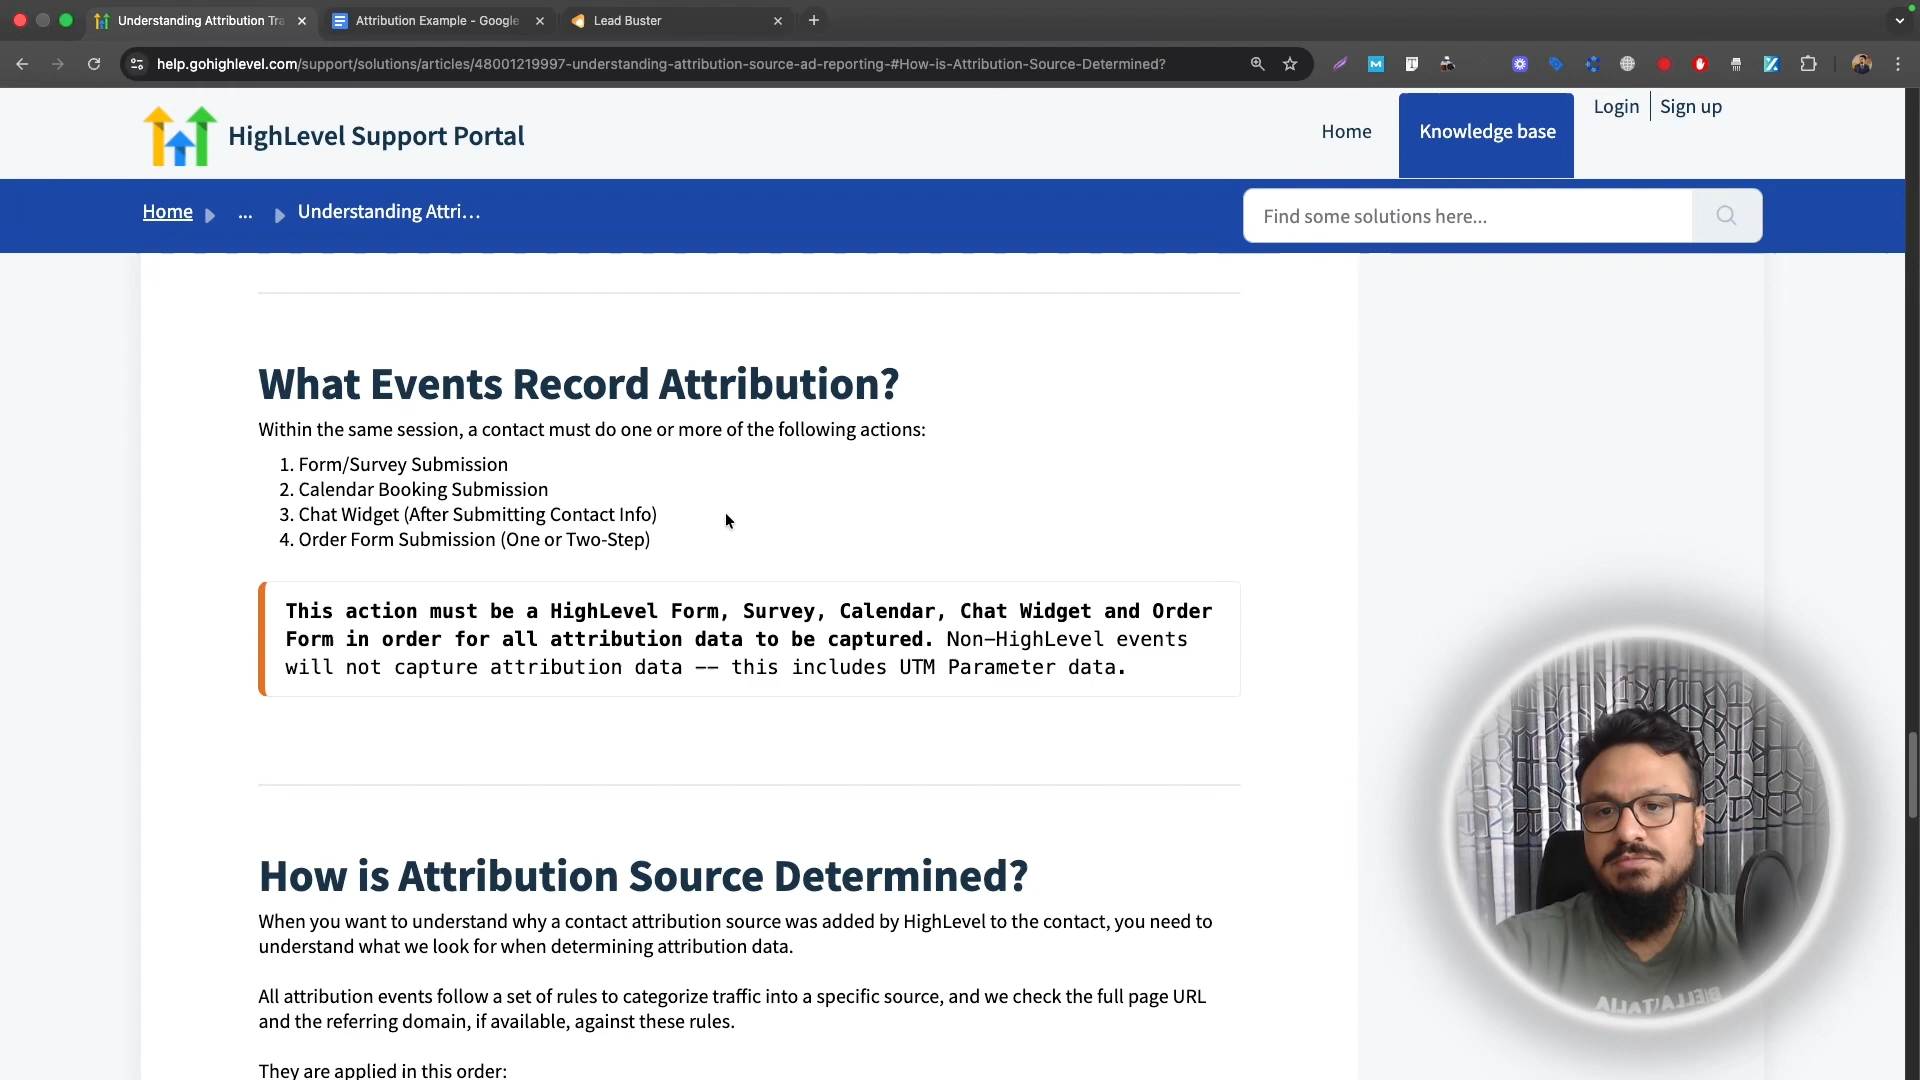 Understanding Attribution Tra
Attribution Example - Google
Lead Buster
help.gohighlevel.com/support/solutions/articles/48001219997-understanding-attribution-source-ad-reporting-#How-is-Attribution-Source-Determined?
HighLevel Support Portal
Home
Knowledge base
Login
Sign up
Home
...
Understanding Attri...
Find some solutions here...
What Events Record Attribution?
Within the same session, a contact must do one or more of the following actions:
1. Form/Survey Submission
2. Calendar Booking Submission
3. Chat Widget (After Submitting Contact Info)
4. Order Form Submission (One or Two-Step)
This action must be a HighLevel Form, Survey, Calendar, Chat Widget and Order
Form in order for all attribution data to be captured. Non-HighLevel events
will not capture attribution data -- this includes UTM Parameter data.
How is Attribution Source Determined?
When you want to understand why a contact attribution source was added by HighLevel to the contact, you need to
understand what we look for when determining attribution data.
All attribution events follow a set of rules to categorize traffic into a specific source, and we check the full page URL
and the referring domain, if available, against these rules.
They are applied in this order: